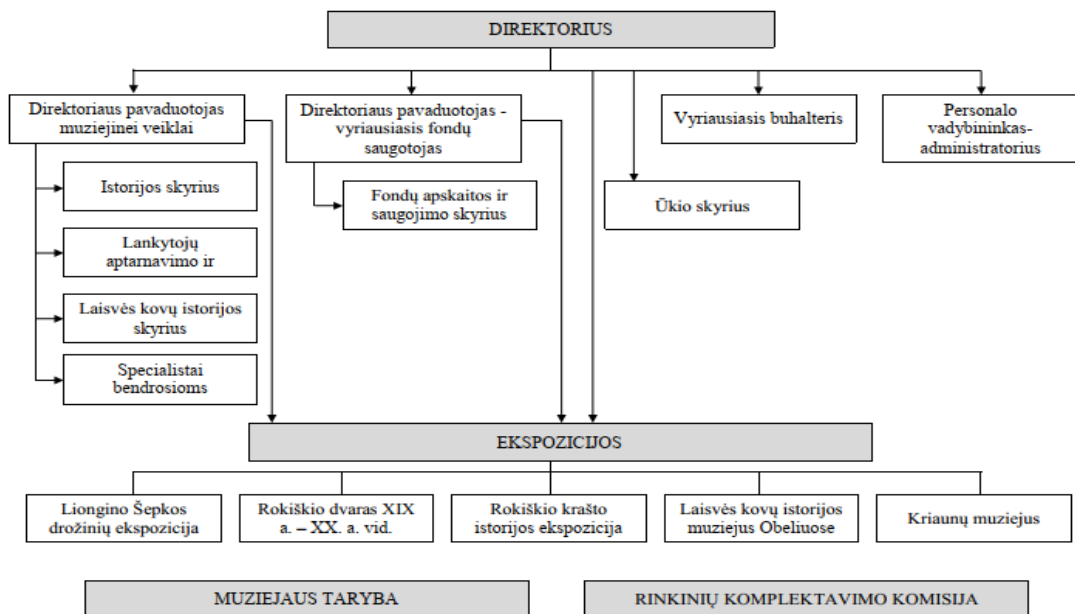 DIREKTORIUS
Direktoriaus pavaduotojas
muziejinei veiklai
Direktoriaus pavaduotojas -
vyriausiasis fondų
saugotojas
Vyriausiasis buhalteris
Personalo
vadybininkas-
administratorius
Istorijos skyrius
Fondų apskaitos ir
saugojimo skyrius
Ūkio skyrius
Lankytojų
aptarnavimo ir
Laisvės kovų istorijos
skyrius
Specialistai
bendrosioms
EKSPOZICIJOS
Liongino Šepkos
drožinių ekspozicija
Rokiškio dvaras XIX
a. – XX. a. vid.
Rokiškio krašto
istorijos ekspozicija
Laisvės kovų istorijos
muziejus Obeliuose
Kriaunų muziejus
MUZIEJAUS TARYBA
RINKINIŲ KOMPLEKTAVIMO KOMISIJA